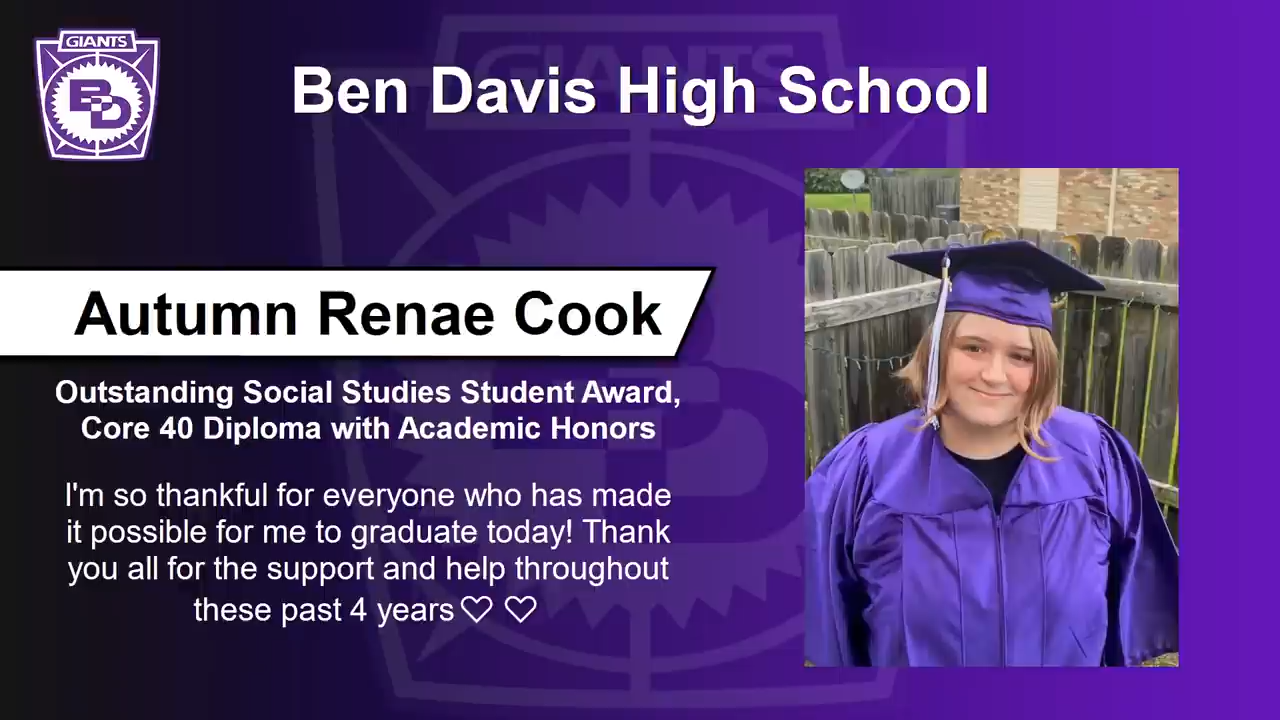 GIANTS
BD
GIANTS
Ben Davis High School
Autumn Renae Cook
Outstanding Social Studies Student Award,
Core 40 Diploma with Academic Honors
I'm so thankful for everyone who has made
it possible for me to graduate today! Thank
you all for the support and help throughout
these past 4 years♡ ♡